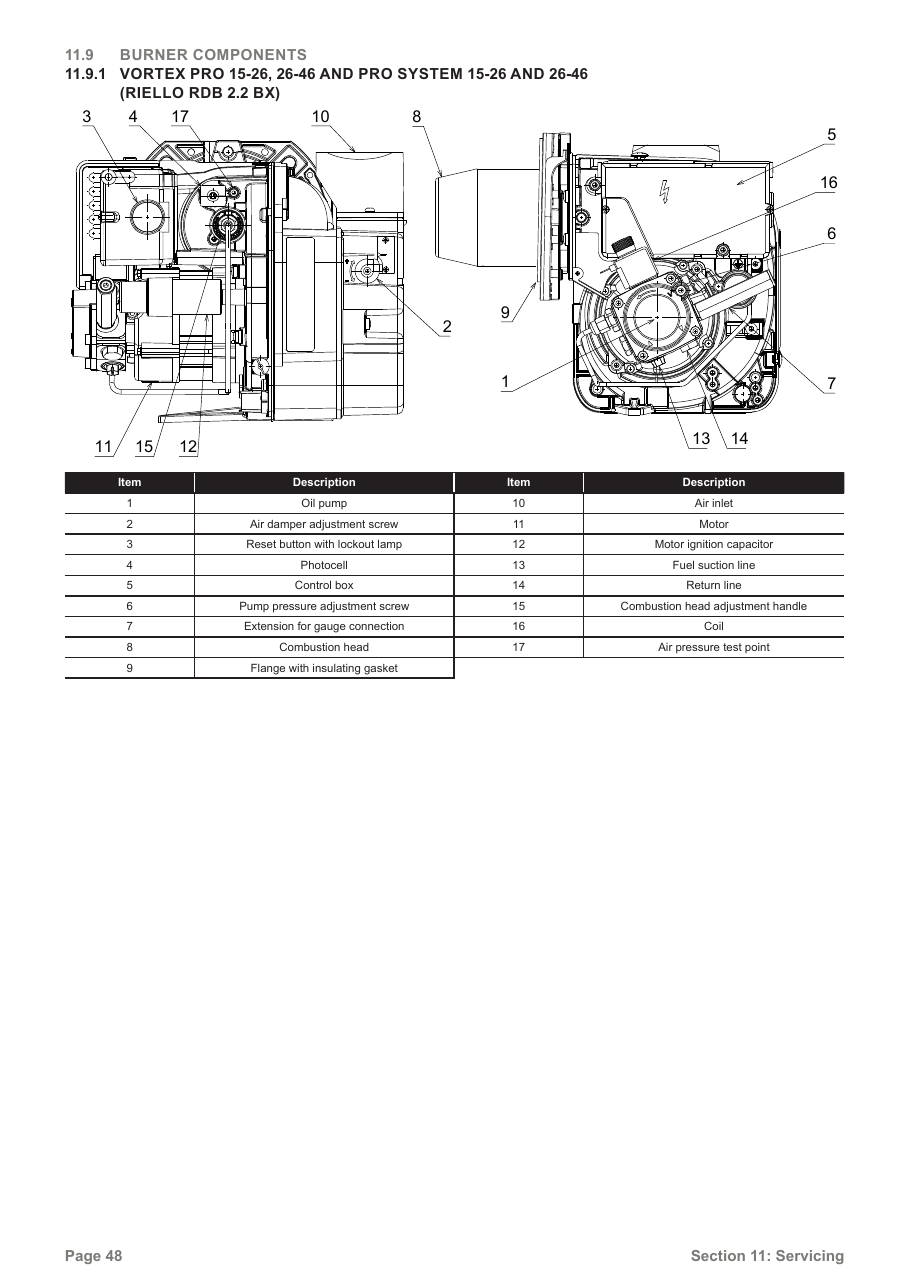 11.9 BURNER COMPONENTS
11.9.1 VORTEX PRO 15-26, 26-46 AND PRO SYSTEM 15-26 AND 26-46
(RIELLO RDB 2.2 BX)
3 4 17 10 8
5
16
6
2
9
1
7
11 15 12
13 14
Item Description Item Description
1 Oil pump 10 Air inlet
2 Air damper adjustment screw 11 Motor
3 Reset button with lockout lamp 12 Motor ignition capacitor
4 Photocell 13 Fuel suction line
5 Control box 14 Return line
6 Pump pressure adjustment screw 15 Combustion head adjustment handle
7 Extension for gauge connection 16 Coil
8 Combustion head 17 Air pressure test point
9 Flange with insulating gasket
Page 48 Section 11: Servicing